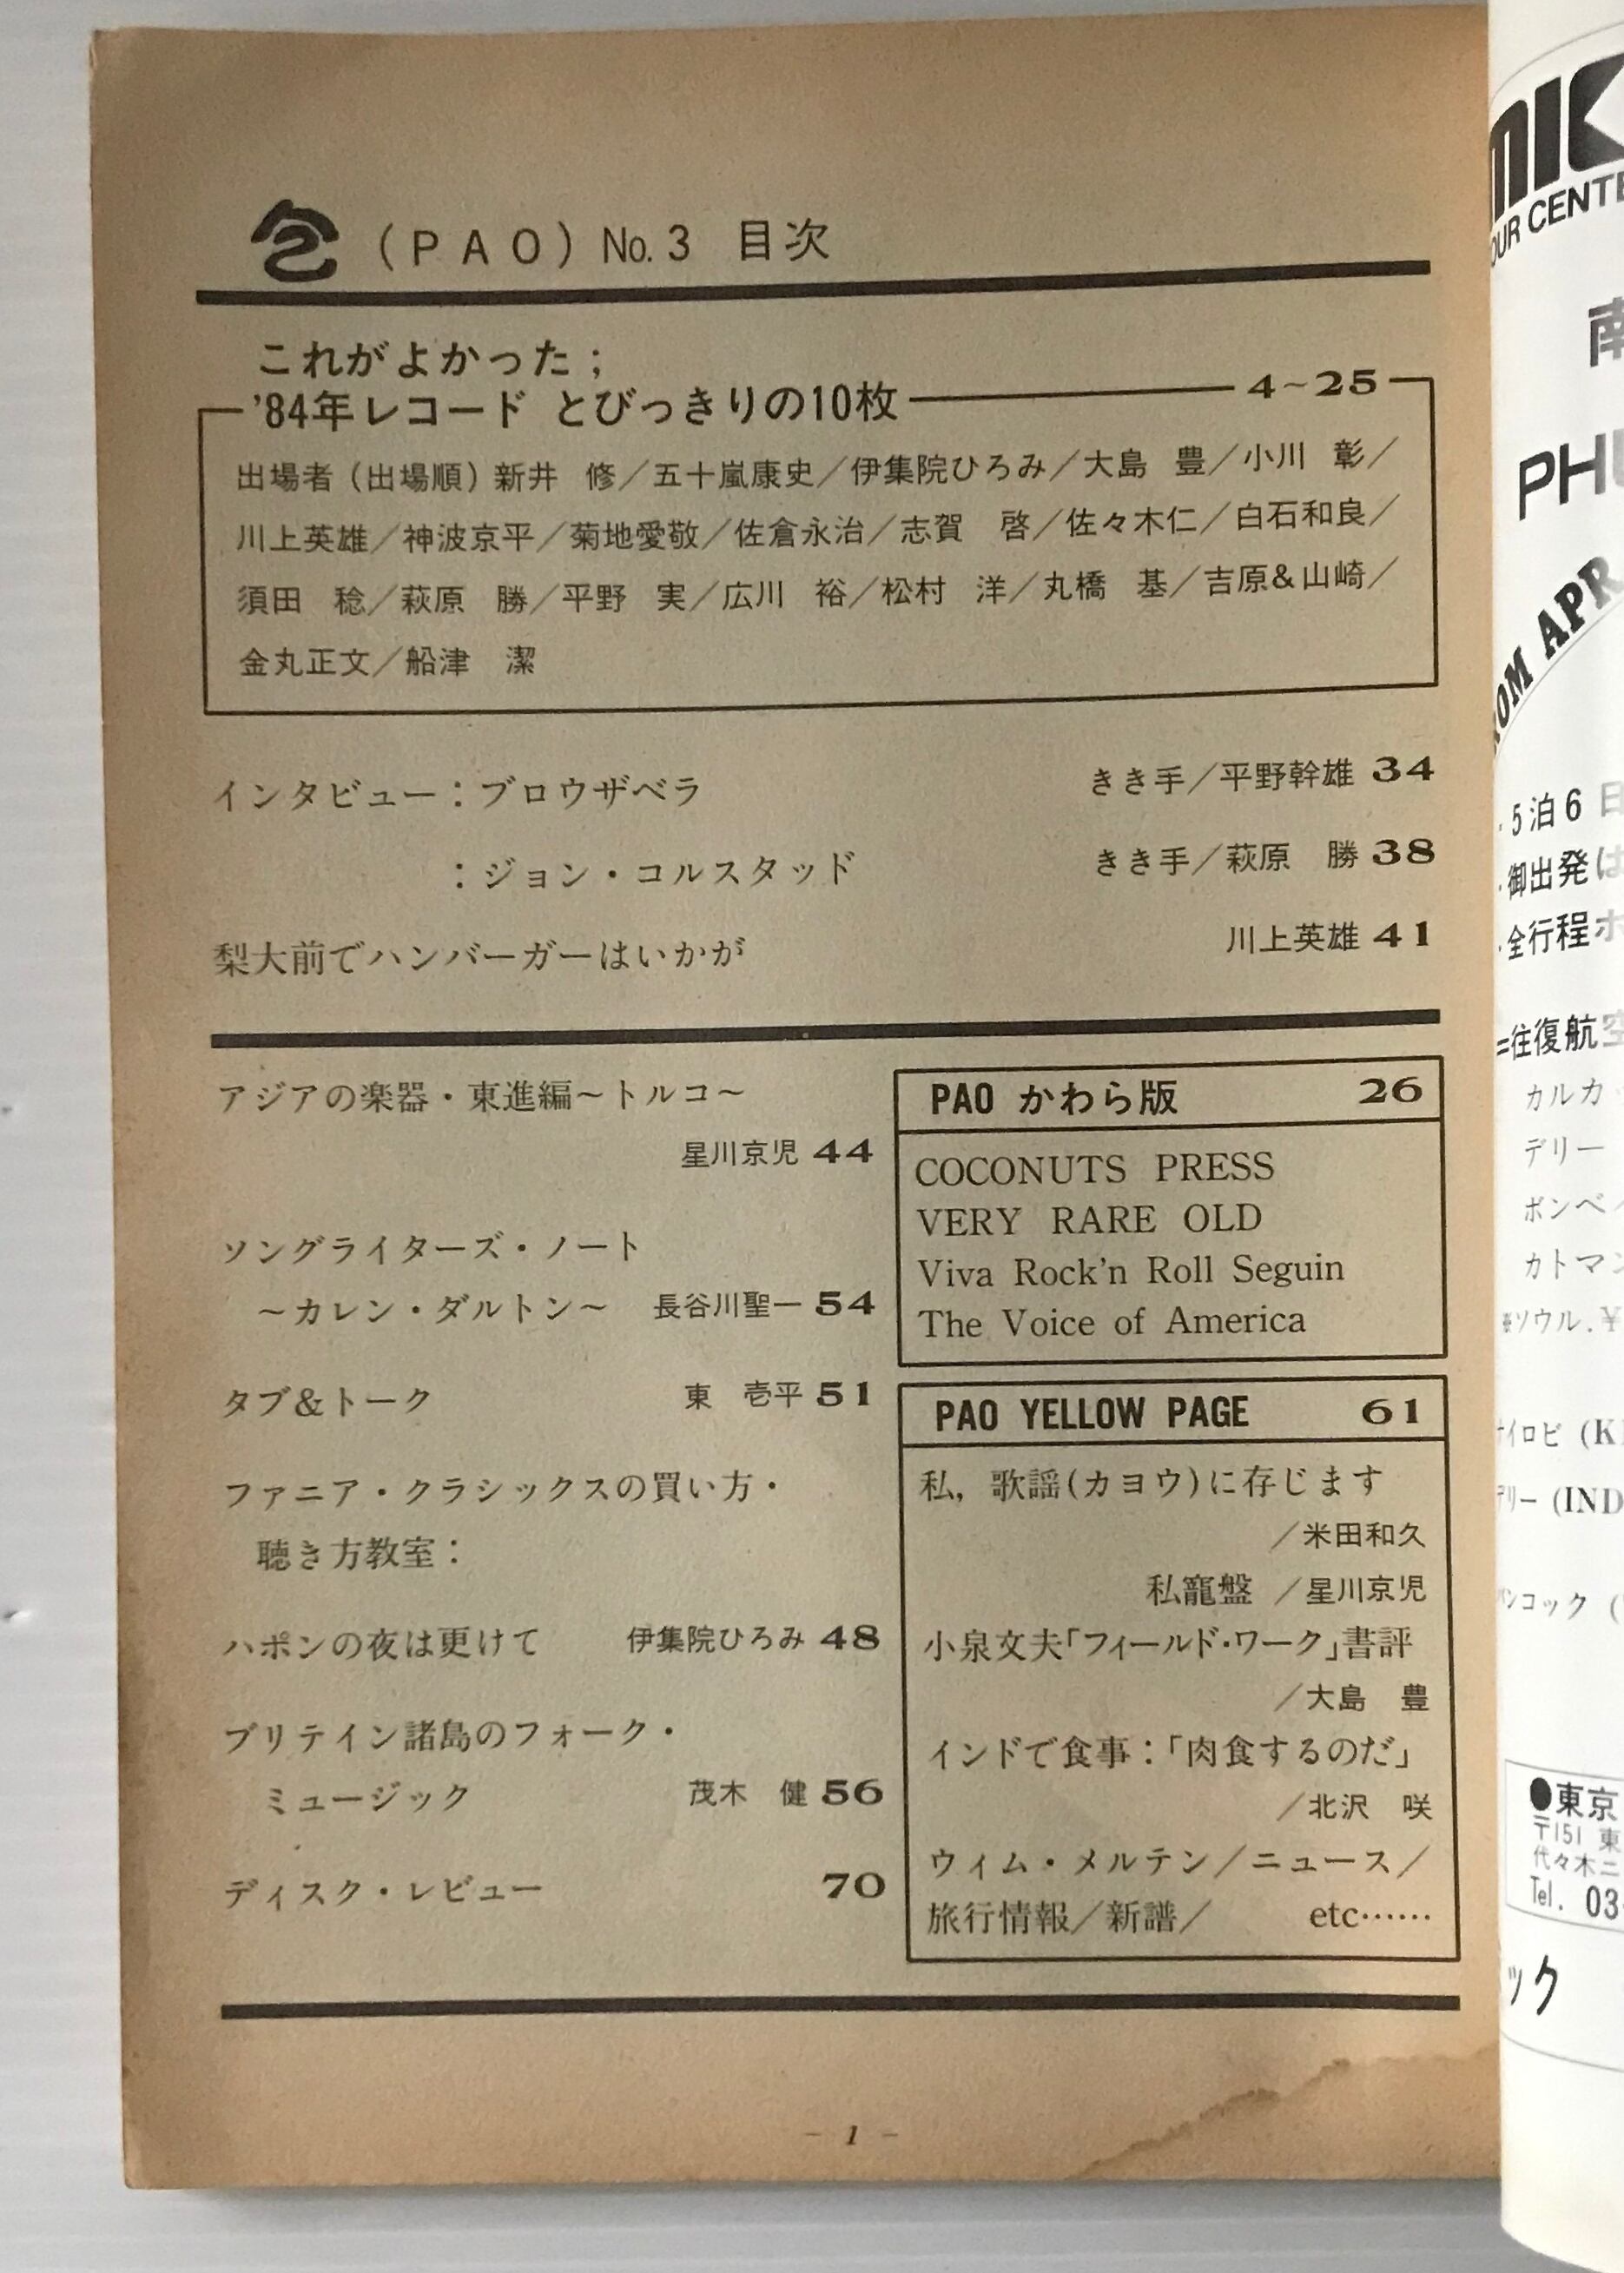 包 (PAO) No.3 目次
これがよかった；
'84年レコード とびっきりの10枚 4~25
出場者（出場順）新井 修／五十嵐康史／伊集院ひろみ／大島 豊／小川 彰／
川上英雄／神波京平／菊地愛敬／佐倉永治／志賀 啓／佐々木仁／白石和良／
須田 稔／萩原 勝／平野 実／広川 裕／松村 洋／丸橋 基／吉原&山崎／
金丸正文／船津 潔
インタビュー：ブロウザベラ きき手／平野幹雄 34
：ジョン・コルスタッド きき手／萩原 勝 38
梨大前でハンバーガーはいかが 川上英雄 41
アジアの楽器・東進編～トルコ～
星川京児 44
ソングライターズ・ノート
～カレン・ダルトン～ 長谷川聖一 54
タブ&トーク 東 壱平 51
ファニア・クラシックスの買い方・
聴き方教室：
ハポンの夜は更けて 伊集院ひろみ 48
ブリテイン諸島のフォーク・
ミュージック 茂木 健 56
ディスク・レビュー 70
PAO かわら版 26
COCONUTS PRESS
VERY RARE OLD
Viva Rock'n Roll Seguin
The Voice of America
PAO YELLOW PAGE 61
私，歌謡(カヨウ)に存じます
／米田和久
私寵盤 ／星川京児
小泉文夫「フィールド・ワーク」書評
／大島 豊
インドで食事：「肉食するのだ」
／北沢 咲
ウィム・メルテン／ニュース／
旅行情報／新譜／ etc……
- 1 -
OUR CENTE
南
PHU
ROM APR
・5泊6日
・御出発は
・全行程ホ
=往復航空
カルカ
デリー
ボンベイ
カトマン
※ソウル.¥
ナイロビ (K
デリー (IND
バンコック (
●東京
〒151 東
代々木ニ
Tel. 03-
ック